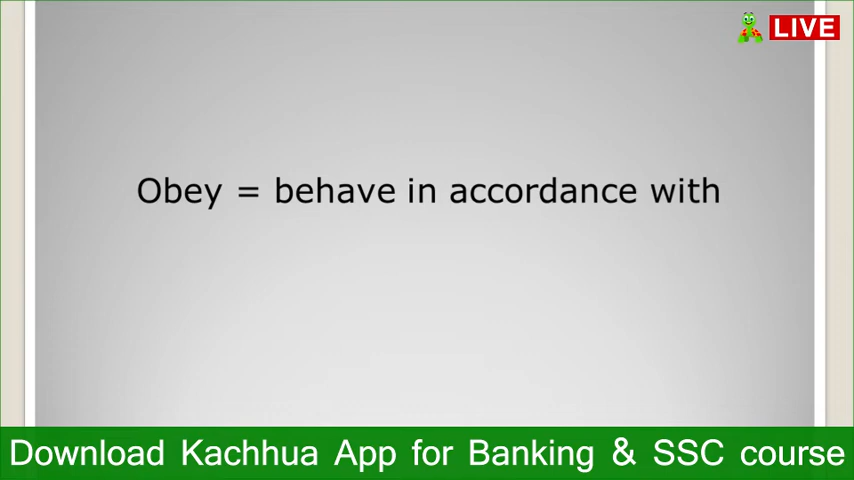 LIVE
Obey = behave in accordance with
Download Kachhua App for Banking & SSC course